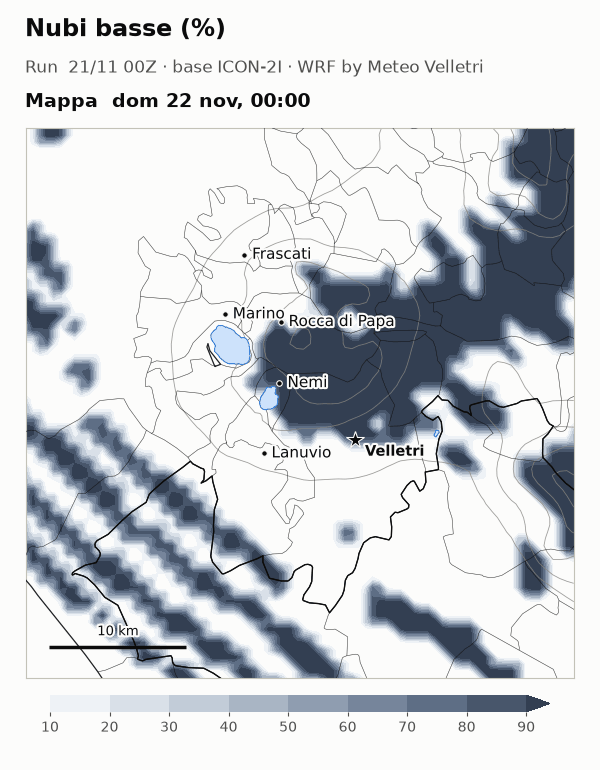 Nubi basse (%)
Run  21/11 00Z · base ICON-2I · WRF by Meteo Velletri
Mappa  dom 22 nov, 00:00
Frascati
Marino
Rocca di Papa
Nemi
Velletri
Lanuvio
10 km
10 20 30 40 50 60 70 80 90